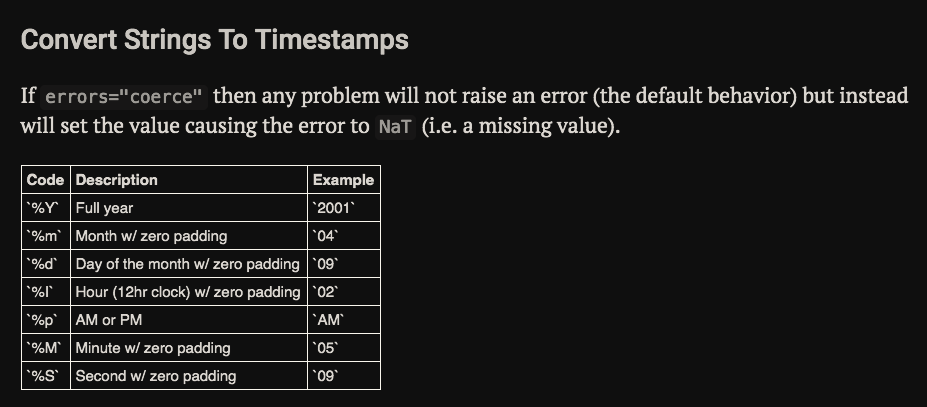 Convert Strings To Timestamps
If errors="coerce" then any problem will not raise an error (the default behavior) but instead
will set the value causing the error to NaT (i.e. a missing value).
Code Description Example
`%Y` Full year `2001`
`%m` Month w/ zero padding `04`
`%d` Day of the month w/ zero padding `09`
`%I` Hour (12hr clock) w/ zero padding `02`
`%p` AM or PM `AM`
`%M` Minute w/ zero padding `05`
`%S` Second w/ zero padding `09`